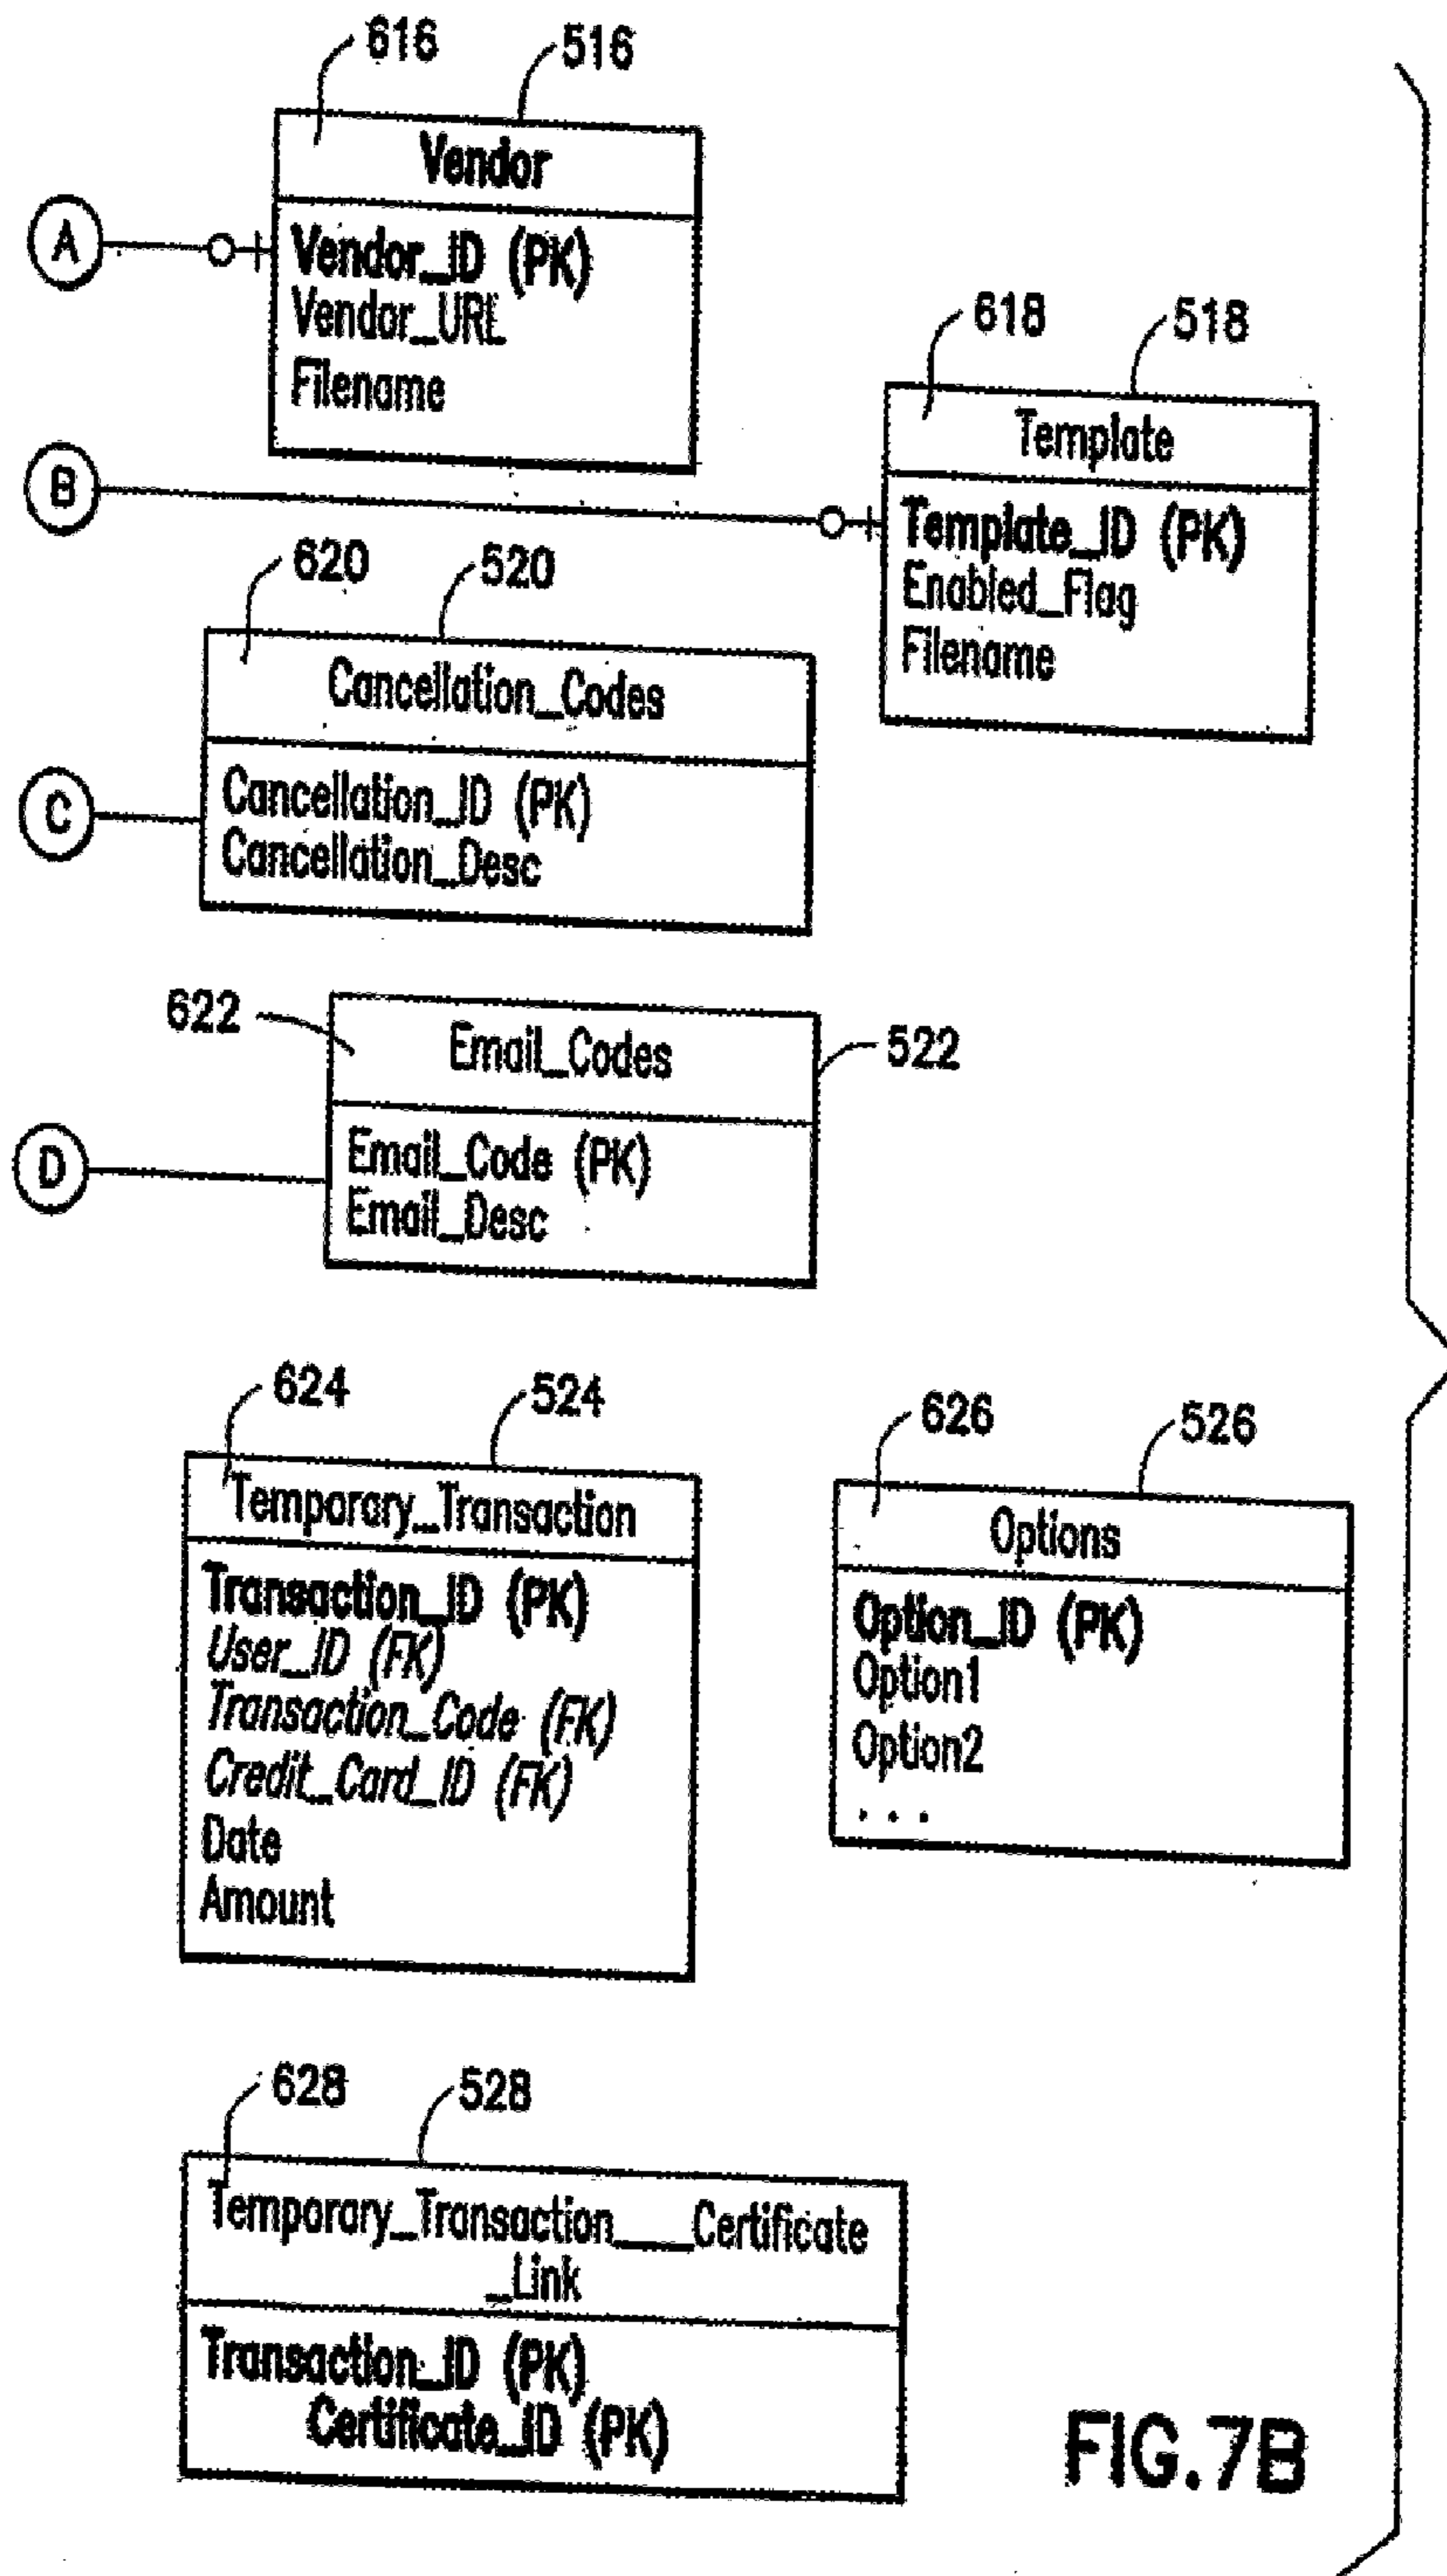 616 516
Vendor
A
Vendor_ID (PK)
Vendor_URL
Filename
618 518
Template
B
Template_ID (PK)
Enabled_Flag
Filename
620 520
Cancellation_Codes
C
Cancellation_ID (PK)
Cancellation_Desc
622
Email_Codes
522
D
Email_Code (PK)
Email_Desc
624 524
Temporary_Transaction
Transaction_ID (PK)
User_ID (FK)
Transaction_Code (FK)
Credit_Card_ID (FK)
Date
Amount
626 526
Options
Option_ID (PK)
Option1
Option2
. . .
628 528
Temporary_Transaction___Certificate
_Link
Transaction_ID (PK)
Certificate_ID (PK)
FIG.7B